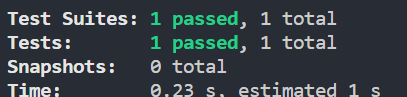 Test Suites: 1 passed, 1 total
Tests:       1 passed, 1 total
Snapshots:   0 total
Time:        0.23 s, estimated 1 s